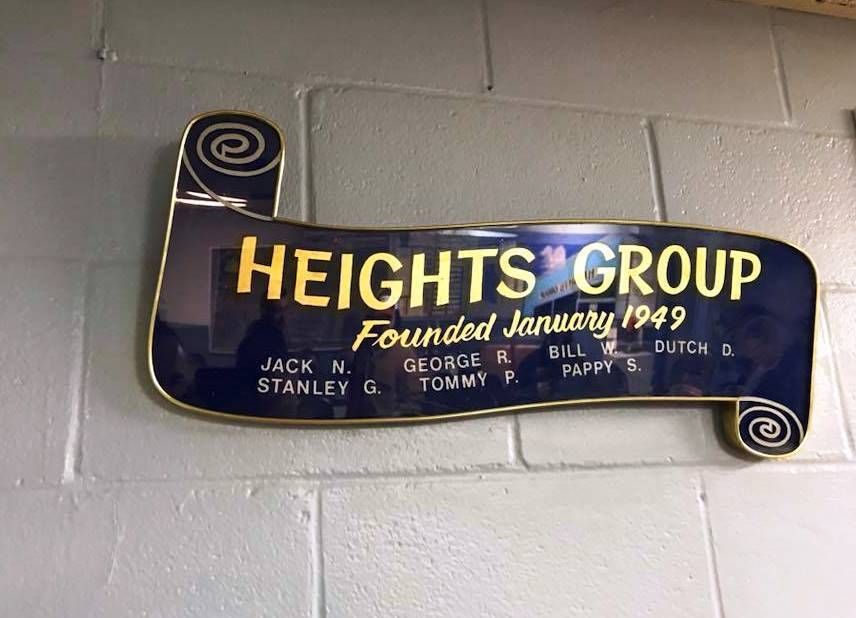 HEIGHTS GROUP
Founded January 1949
JACK N. GEORGE R. BILL W. DUTCH D.
STANLEY G. TOMMY P. PAPPY S.